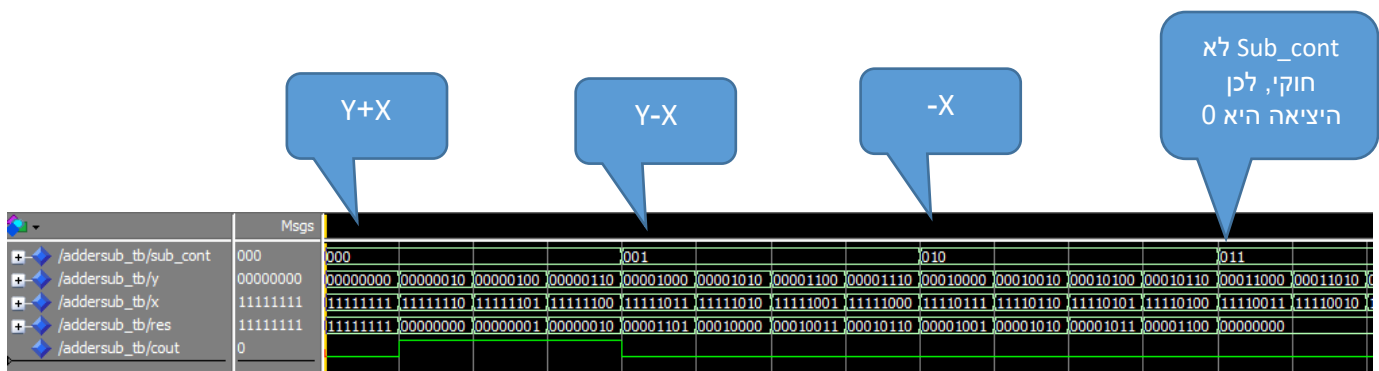 Sub_cont לא
חוקי, לכן
היציאה היא 0
Y+X
Y-X
-X
Msgs
/addersub_tb/sub_cont 000 000 001 010 011
/addersub_tb/y 00000000 00000000 00000010 00000100 00000110 00001000 00001010 00001100 00001110 00010000 00010010 00010100 00010110 00011000 00011010
/addersub_tb/x 11111111 11111111 11111110 11111101 11111100 11111011 11111010 11111001 11111000 11110111 11110110 11110101 11110100 11110011 11110010
/addersub_tb/res 11111111 11111111 00000000 00000001 00000010 00001101 00010000 00010011 00010110 00001001 00001010 00001011 00001100 00000000
/addersub_tb/cout 0